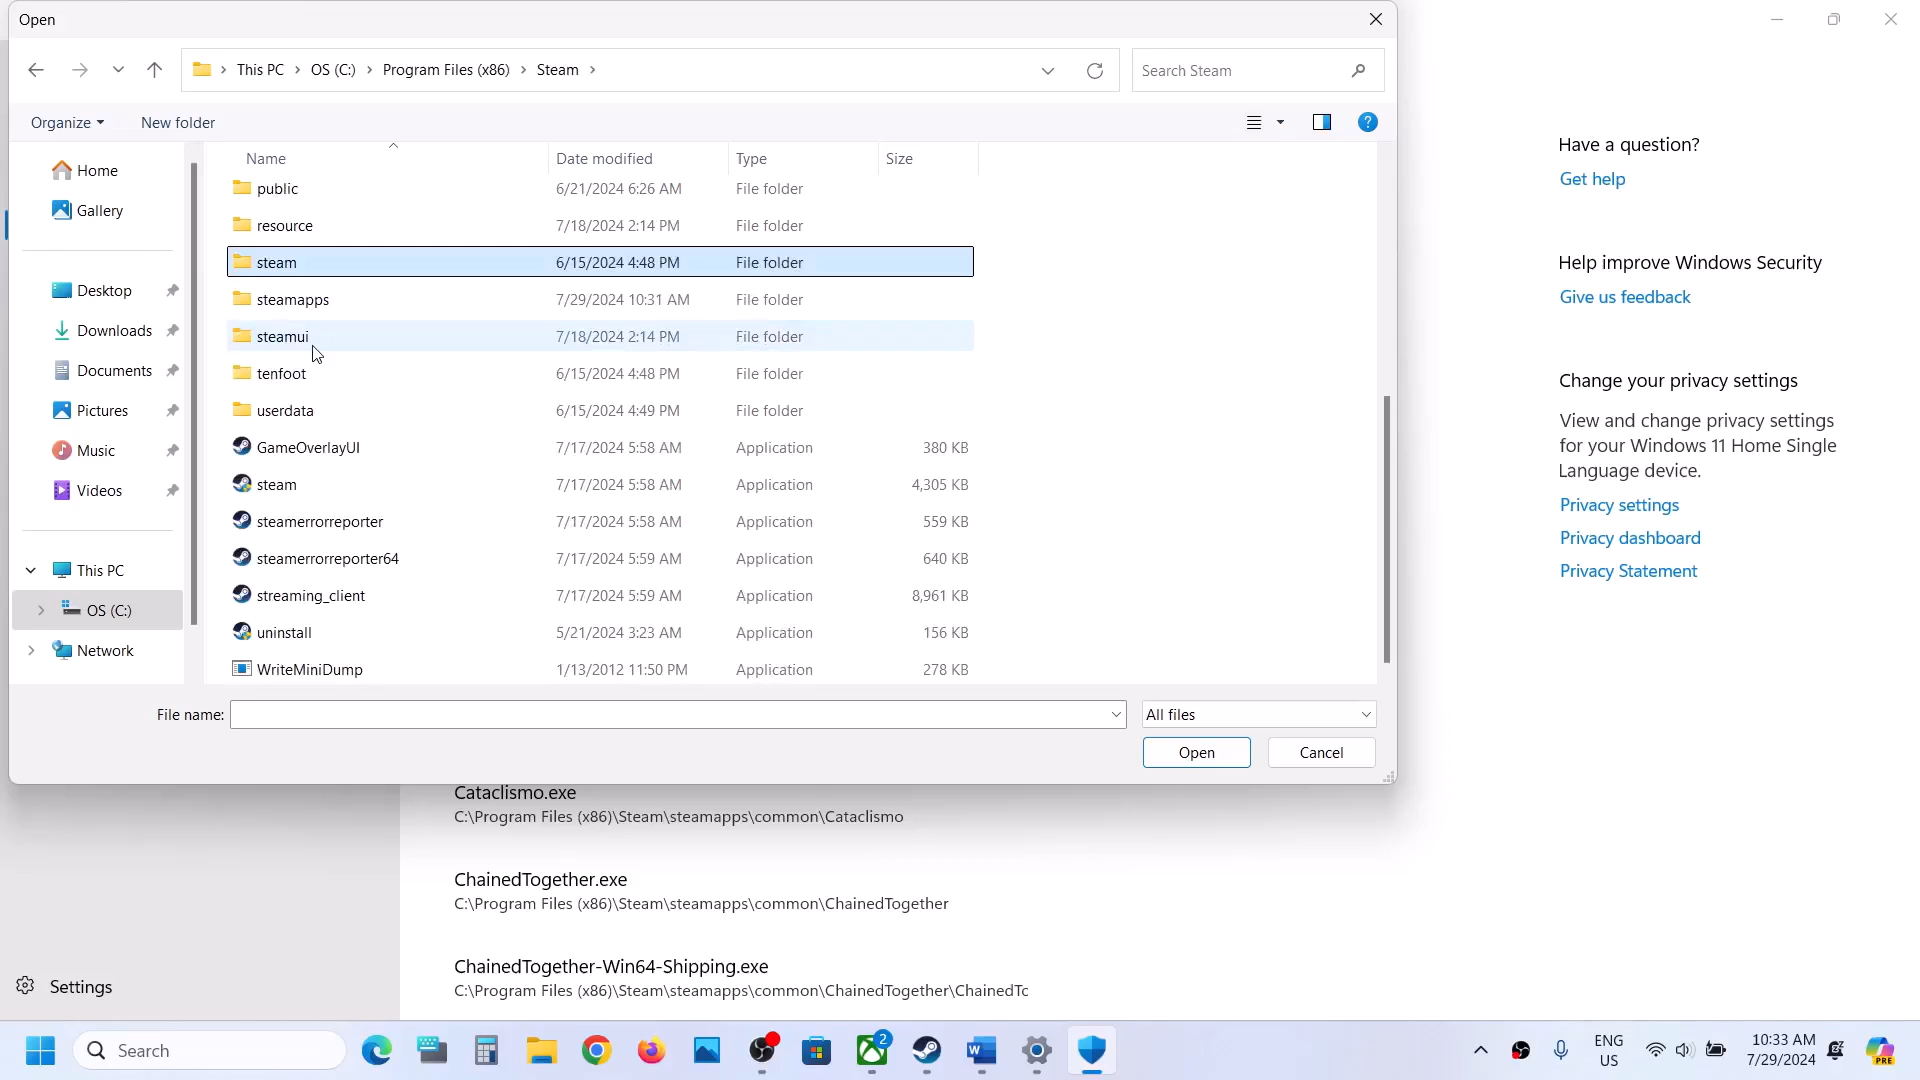 Open
This PC > OS (C:) > Program Files (x86) > Steam >
Search Steam
Organize
New folder
Name Date modified Type Size
Home
Gallery
Desktop
Downloads
Documents
Pictures
Music
Videos
This PC
OS (C:)
Network
public 6/21/2024 6:26 AM File folder
resource 7/18/2024 2:14 PM File folder
steam 6/15/2024 4:48 PM File folder
steamapps 7/29/2024 10:31 AM File folder
steamui 7/18/2024 2:14 PM File folder
tenfoot 6/15/2024 4:48 PM File folder
userdata 6/15/2024 4:49 PM File folder
GameOverlayUI 7/17/2024 5:58 AM Application 380 KB
steam 7/17/2024 5:58 AM Application 4,305 KB
steamerrorreporter 7/17/2024 5:58 AM Application 559 KB
steamerrorreporter64 7/17/2024 5:59 AM Application 640 KB
streaming_client 7/17/2024 5:59 AM Application 8,961 KB
uninstall 5/21/2024 3:23 AM Application 156 KB
WriteMiniDump 1/13/2012 11:50 PM Application 278 KB
File name:
All files
Open
Cancel
Have a question?
Get help
Help improve Windows Security
Give us feedback
Change your privacy settings
View and change privacy settings
for your Windows 11 Home Single
Language device.
Privacy settings
Privacy dashboard
Privacy Statement
Cataclismo.exe
C:\Program Files (x86)\Steam\steamapps\common\Cataclismo
ChainedTogether.exe
C:\Program Files (x86)\Steam\steamapps\common\ChainedTogether
ChainedTogether-Win64-Shipping.exe
C:\Program Files (x86)\Steam\steamapps\common\ChainedTogether\ChainedTc
Settings
Search
2
ENG
US
10:33 AM
7/29/2024
PRE